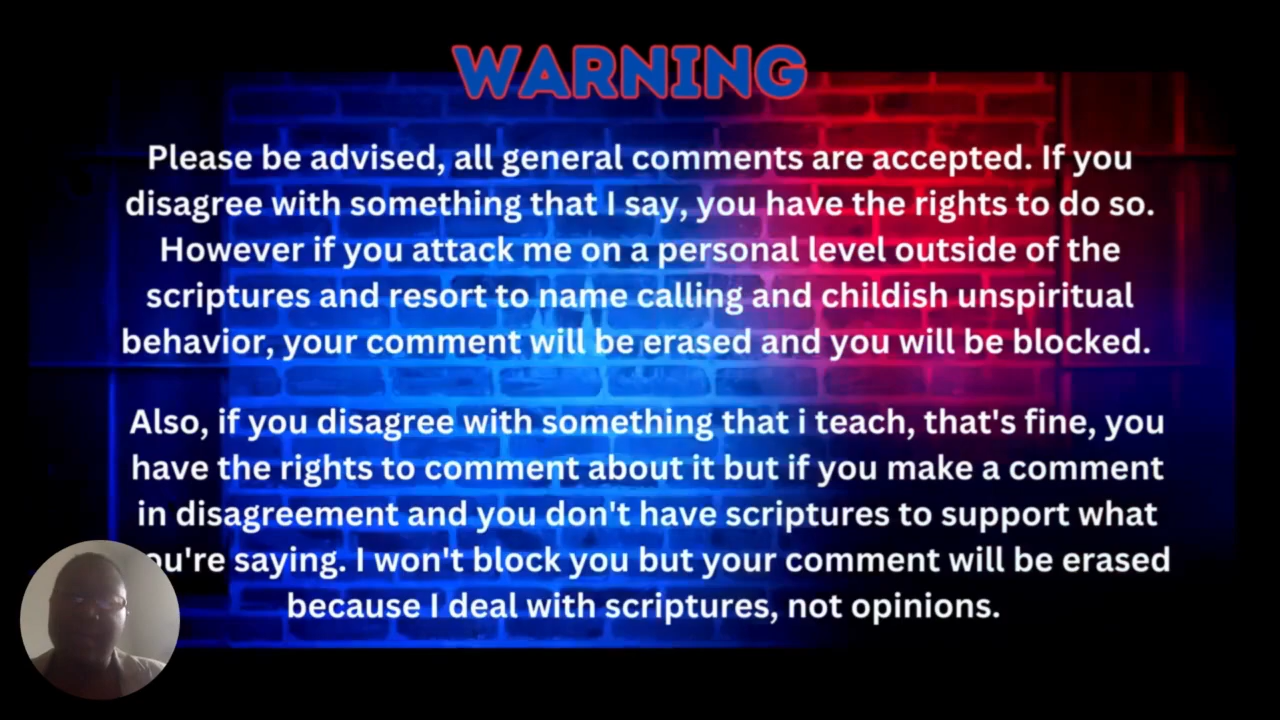 WARNING
Please be advised, all general comments are accepted. If you
disagree with something that I say, you have the rights to do so.
However if you attack me on a personal level outside of the
scriptures and resort to name calling and childish unspiritual
behavior, your comment will be erased and you will be blocked.
Also, if you disagree with something that i teach, that's fine, you
have the rights to comment about it but if you make a comment
in disagreement and you don't have scriptures to support what
ou're saying. I won't block you but your comment will be erased
because I deal with scriptures, not opinions.